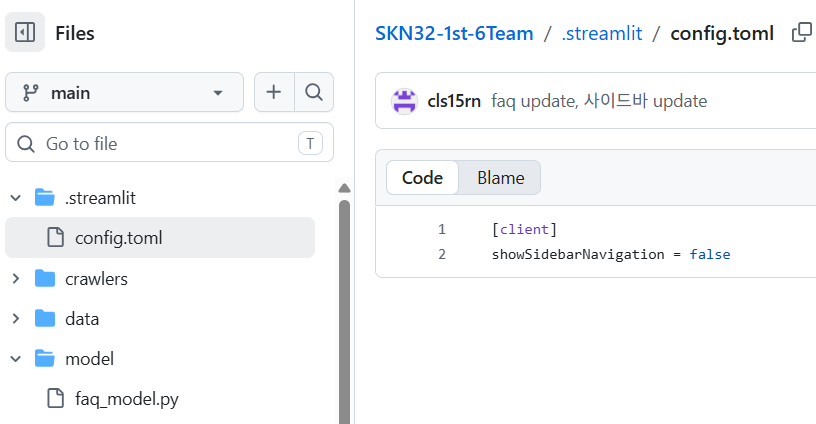 Files
main
Go to file
T
.streamlit
config.toml
crawlers
data
model
faq_model.py
SKN32-1st-6Team / .streamlit / config.toml
cls15rn faq update, 사이드바 update
Code Blame
1 [client]
2 showSidebarNavigation = false